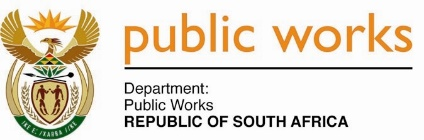 public works
Department:
Public Works
REPUBLIC OF SOUTH AFRICA